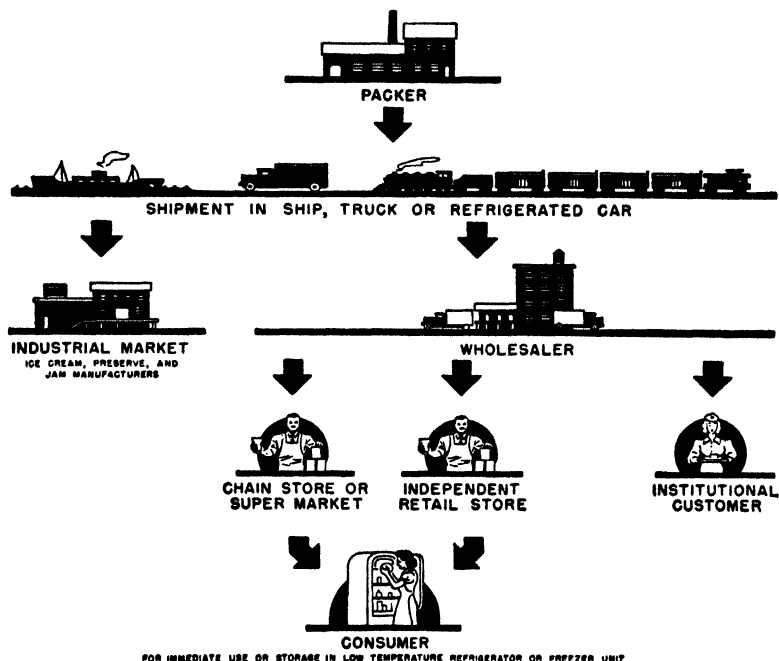 PACKER
SHIPMENT IN SHIP, TRUCK OR REFRIGERATED CAR
INDUSTRIAL MARKET
ICE CREAM, PRESERVE, AND
JAM MANUFACTURERS
WHOLESALER
CHAIN STORE OR
SUPER MARKET
INDEPENDENT
RETAIL STORE
INSTITUTIONAL
CUSTOMER
CONSUMER
FOR IMMEDIATE USE OR STORAGE IN LOW TEMPERATURE REFRIGERATOR OR FREEZER UNIT